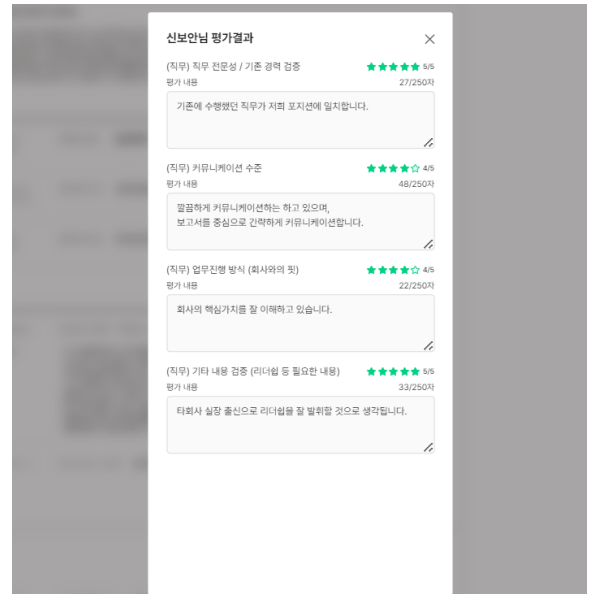 신보안님 평가결과
(직무) 직무 전문성 / 기존 경력 검증 5/5
평가 내용 27/250자
기존에 수행했던 직무가 저희 포지션에 일치합니다.
(직무) 커뮤니케이션 수준 4/5
평가 내용 48/250자
깔끔하게 커뮤니케이션하는 하고 있으며,
보고서를 중심으로 간략하게 커뮤니케이션합니다.
(직무) 업무진행 방식 (회사와의 핏) 4/5
평가 내용 22/250자
회사의 핵심가치를 잘 이해하고 있습니다.
(직무) 기타 내용 검증 (리더쉽 등 필요한 내용) 5/5
평가 내용 33/250자
타회사 실장 출신으로 리더쉽을 잘 발휘할 것으로 생각됩니다.